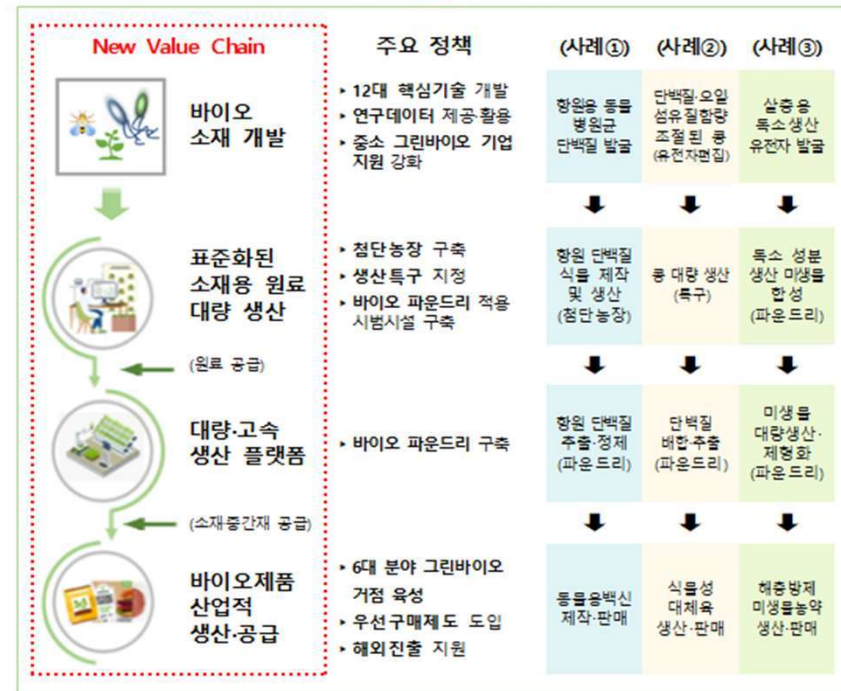 New Value Chain
주요 정책
(사례①)
(사례②)
(사례③)
바이오
소재 개발
▸ 12대 핵심기술 개발
▸ 연구데이터 제공·활용
▸ 중소 그린바이오 기업
지원 강화
항원용 동물
병원균
단백질 발굴
단백질·오일
섬유질함량
조절된 콩
(유전자편집)
살충용
독소생산
유전자 발굴
표준화된
소재용 원료
대량 생산
▸ 첨단농장 구축
▸ 생산특구 지정
▸ 바이오 파운드리 적용
시범시설 구축
항원 단백질
식물 제작
및 생산
(첨단농장)
콩 대량 생산
(특구)
독소 성분
생산 미생물
합성
(파운드리)
(원료 공급)
대량·고속
생산 플랫폼
▸ 바이오 파운드리 구축
항원 단백질
추출·정제
(파운드리)
단백질
배합·추출
(파운드리)
미생물
대량생산·
제형화
(파운드리)
(소재·중간재 공급)
바이오제품
산업적
생산·공급
▸ 6대 분야 그린바이오
거점 육성
▸ 우선구매제도 도입
▸ 해외진출 지원
동물용백신
제작·판매
식물성
대체육
생산·판매
해충방제
미생물농약
생산·판매